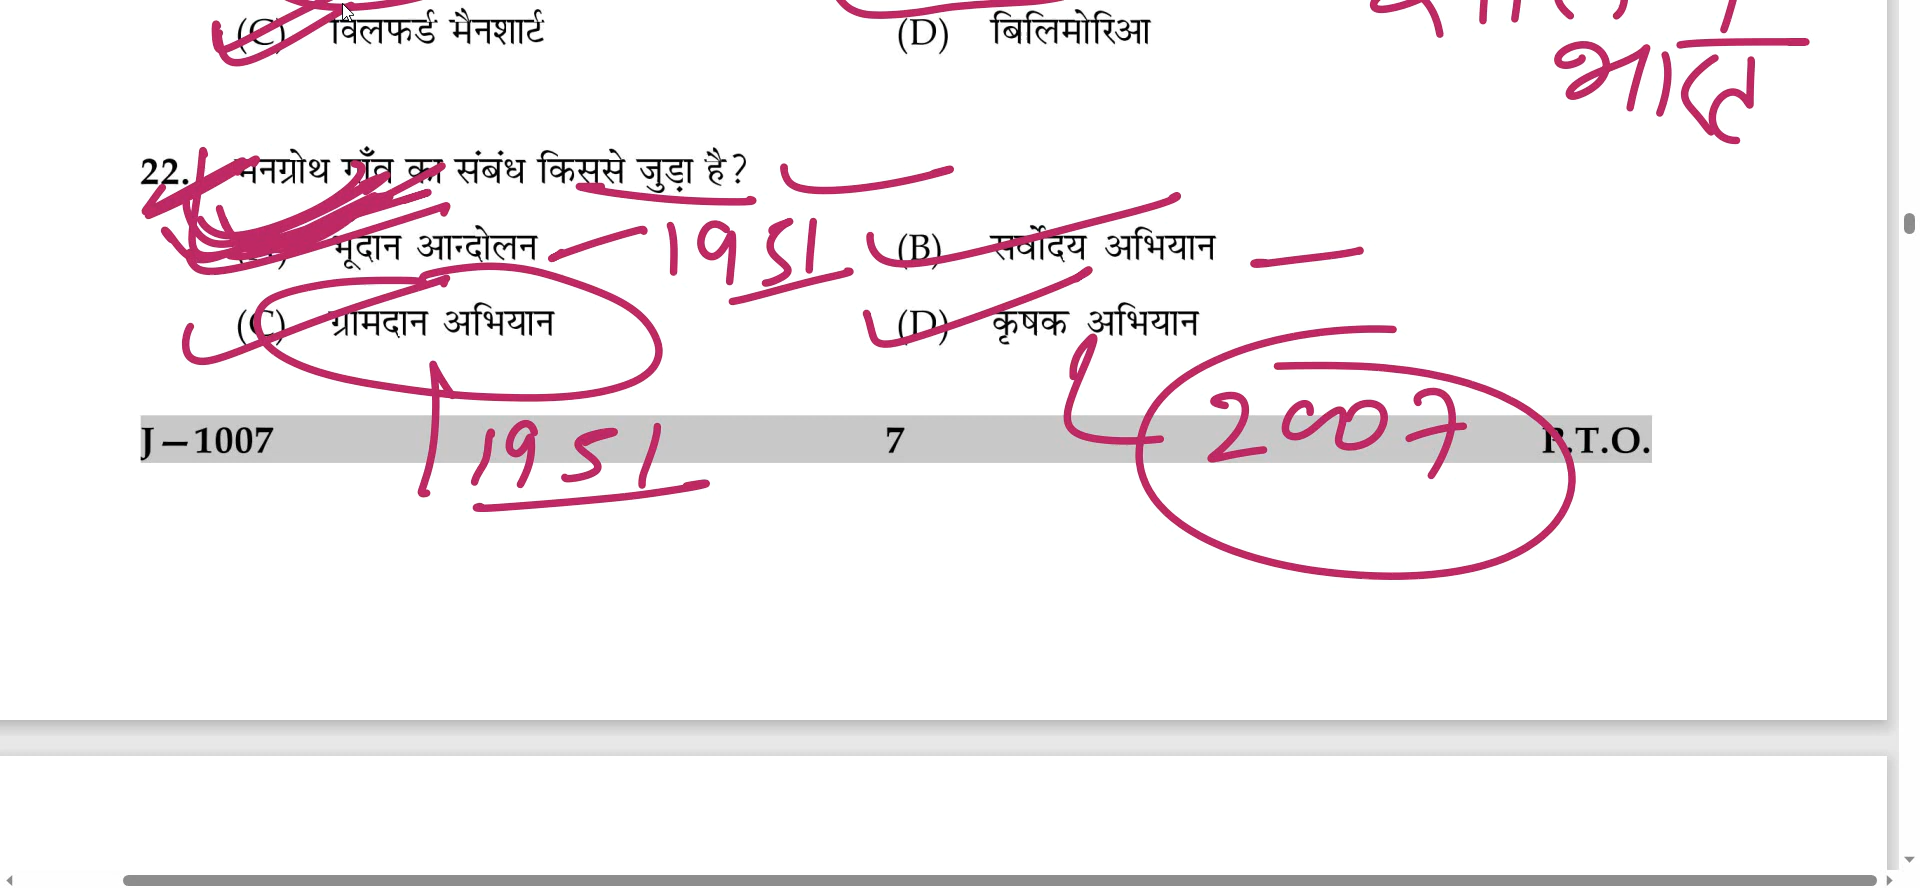 (C) विलफर्ड मैनशार्ट (D) बिलिमोरिआ
भारत
22. मनग्रोथ गाँव का संबंध किससे जुड़ा है?
भूदान आन्दोलन — 1951 (B) सर्वोदय अभियान —
(C) ग्रामदान अभियान (D) कृषक अभियान
1951 2007
J – 1007 7 P.T.O.